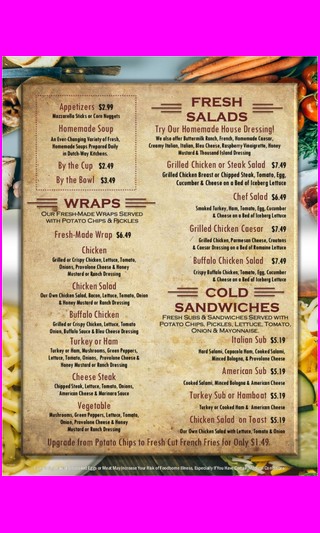 Appetizers $2.99
Mozzarella Sticks or Corn Nuggets
Homemade Soup
An Ever-Changing Variety of Fresh,
Homemade Soups Prepared Daily
in Dutch-Way Kitchens.
By the Cup $2.49
By the Bowl $3.49
WRAPS
Our Fresh-Made Wraps Served
with Potato Chips & Pickles
Fresh-Made Wrap $6.49
Chicken
Grilled or Crispy Chicken, Lettuce, Tomato,
Onions, Provolone Cheese & Honey
Mustard or Ranch Dressing
Chicken Salad
Our Own Chicken Salad, Bacon, Lettuce, Tomato, Onion
& Honey Mustard or Ranch Dressing
Buffalo Chicken
Grilled or Crispy Chicken, Lettuce, Tomato
Onion, Buffalo Sauce & Bleu Cheese Dressing
Turkey or Ham
Turkey or Ham, Mushrooms, Green Peppers,
Lettuce, Tomato, Onions, Provolone Cheese &
Honey Mustard or Ranch Dressing
Cheese Steak
Chipped Steak, Lettuce, Tomato, Onions,
American Cheese & Marinara Sauce
Vegetable
Mushrooms, Green Peppers, Lettuce, Tomato,
Onion, Provolone Cheese & Honey
Mustard or Ranch Dressing
FRESH
SALADS
Try Our Homemade House Dressing!
We also offer Buttermilk Ranch, French, Homemade Caesar,
Creamy Italian, Italian, Bleu Cheese, Raspberry Vinaigrette, Honey
Mustard & Thousand Island Dressing
Grilled Chicken or Steak Salad $7.49
Grilled Chicken Breast or Chipped Steak, Tomato, Egg,
Cucumber & Cheese on a Bed of Iceberg Lettuce
Chef Salad $6.49
Smoked Turkey, Ham, Tomato, Egg, Cucumber
& Cheese on a Bed of Iceberg Lettuce
Grilled Chicken Caesar $7.49
Grilled Chicken, Parmesan Cheese, Croutons
& Caesar Dressing on a Bed of Romaine Lettuce
Buffalo Chicken Salad $7.49
Crispy Buffalo Chicken, Tomato, Egg, Cucumber
& Cheese on a Bed of Iceberg Lettuce
COLD
SANDWICHES
Fresh Subs & Sandwiches Served with
Potato Chips, Pickles, Lettuce, Tomato,
Onion & Mayonnaise.
Italian Sub $5.19
Hard Salami, Capacola Ham, Cooked Salami,
Minced Bologna, & Provolone Cheese
American Sub $5.19
Cooked Salami, Minced Bologna & American Cheese
Turkey Sub or Hamboat $5.19
Turkey or Cooked Ham & American Cheese
Chicken Salad on Toast $5.19
Our Own Chicken Salad with Lettuce, Tomato & Onion
Upgrade from Potato Chips to Fresh Cut French Fries for Only $1.49.
Eggs or Meat May Increase Your Risk of Foodborne Illness, Especially if You Have